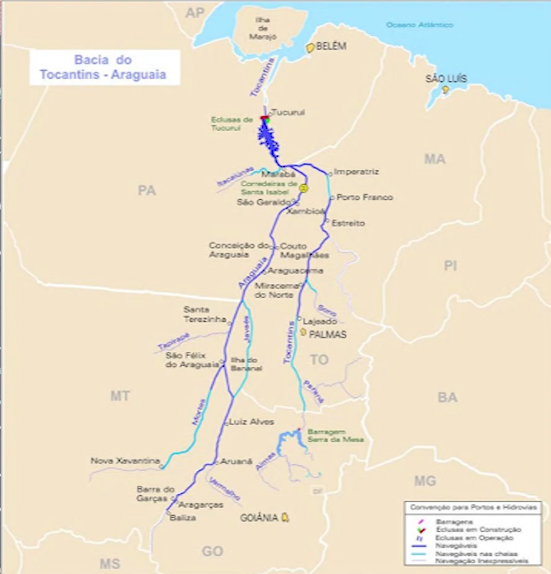 AP
Ilha
de
Marajó
Oceano Atlântico
BELÉM
Bacia do
Tocantins - Araguaia
Tocantins
SÃO LUÍS
Tucuruí
Eclusas de
Tucuruí
MA
Itacaiunas
Marabá
Imperatriz
Corredeiras de
Santa Isabel
PA
Porto Franco
São Geraldo
Xambioá
Estreito
Conceição do
Araguaia
Couto
Magalhães
PI
Araguacema
Araguaia
Miracema
do Norte
Sono
Santa
Terezinha
Javaés
Lajeado
PALMAS
Tocantins
Tapirapé
São Félix
do Araguaia
Ilha do
Bananal
TO
MT
Paranã
BA
Mortes
Luiz Alves
Barragem
Serra da Mesa
Nova Xavantina
Aruanã
Almas
MG
Barra do
Garças
Vermelho
DF
Aragarças
Baliza
GOIÂNIA
GO
MS
Convenção para Portos e Hidrovias
Barragens
Eclusas em Construção
Eclusas em Operação
Navegáveis
Navegáveis nas cheias
Navegação Inexpressíveis